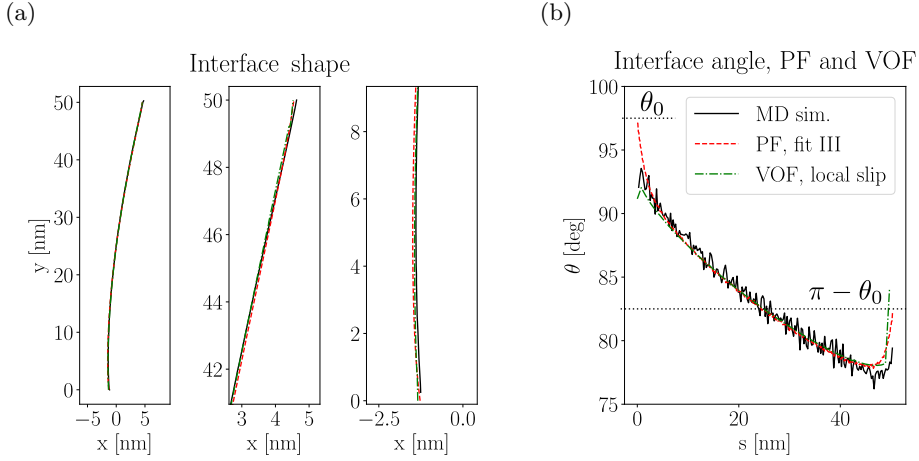 (a)
Interface shape
y [nm]
50
40
30
20
10
0
−5 0 5
x [nm]
50
48
46
44
42
3 4 5
x [nm]
8
6
4
2
0
−2.5 0.0
x [nm]
(b)
Interface angle, PF and VOF
θ [deg]
100
95
90
85
80
75
θ₀
MD sim.
PF, fit III
VOF, local slip
π − θ₀
0 20 40
s [nm]